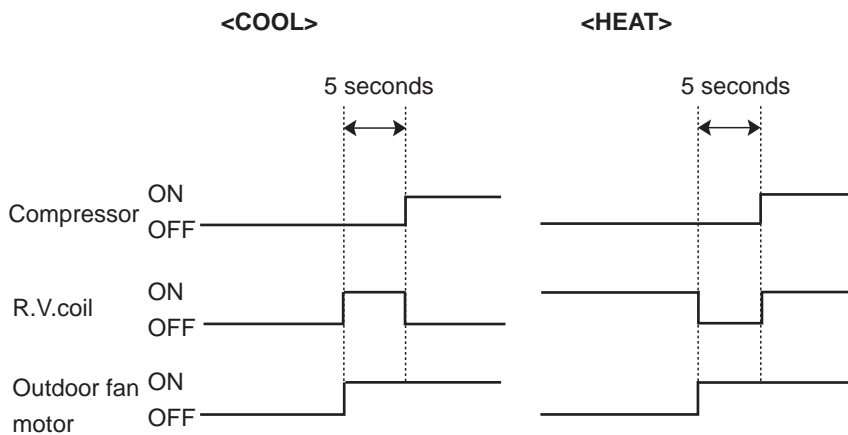 <COOL> <HEAT>
5 seconds 5 seconds
Compressor ON
OFF
R.V.coil ON
OFF
Outdoor fan motor ON
OFF